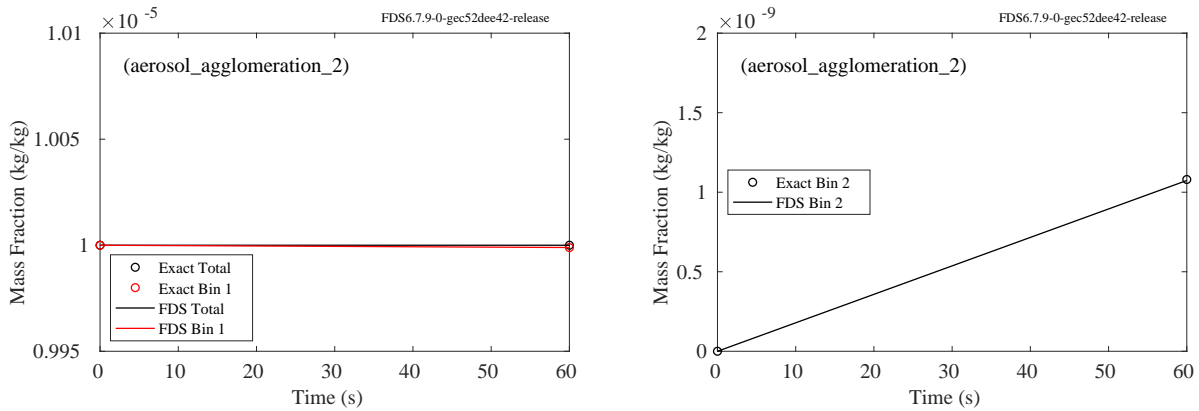 ×10 -5
FDS6.7.9-0-gec52dee42-release
1.01
(aerosol_agglomeration_2)
1.005
Mass Fraction (kg/kg)
1
Exact Total
Exact Bin 1
FDS Total
FDS Bin 1
0.995
0 10 20 30 40 50 60
Time (s)
×10 -9
FDS6.7.9-0-gec52dee42-release
2
(aerosol_agglomeration_2)
1.5
Mass Fraction (kg/kg)
1
Exact Bin 2
FDS Bin 2
0.5
0
0 10 20 30 40 50 60
Time (s)